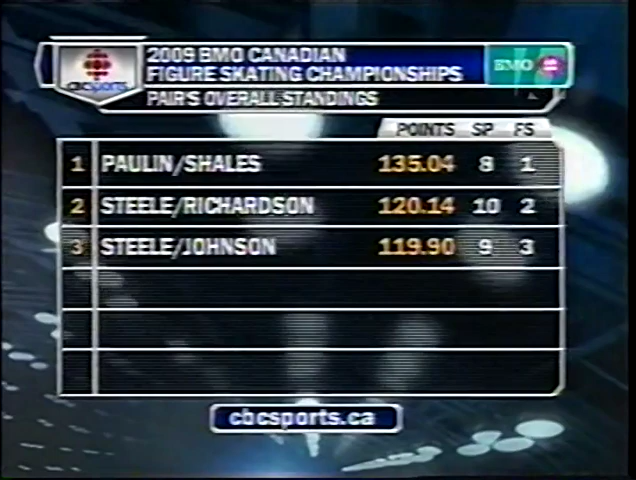 2009 BMO CANADIAN
FIGURE SKATING CHAMPIONSHIPS
BMO
cbcsports
PAIR'S OVERALL STANDINGS
POINTS SP FS
1 PAULIN/SHALES 135.04 8 1
2 STEELE/RICHARDSON 120.14 10 2
3 STEELE/JOHNSON 119.90 9 3
cbcsports.ca